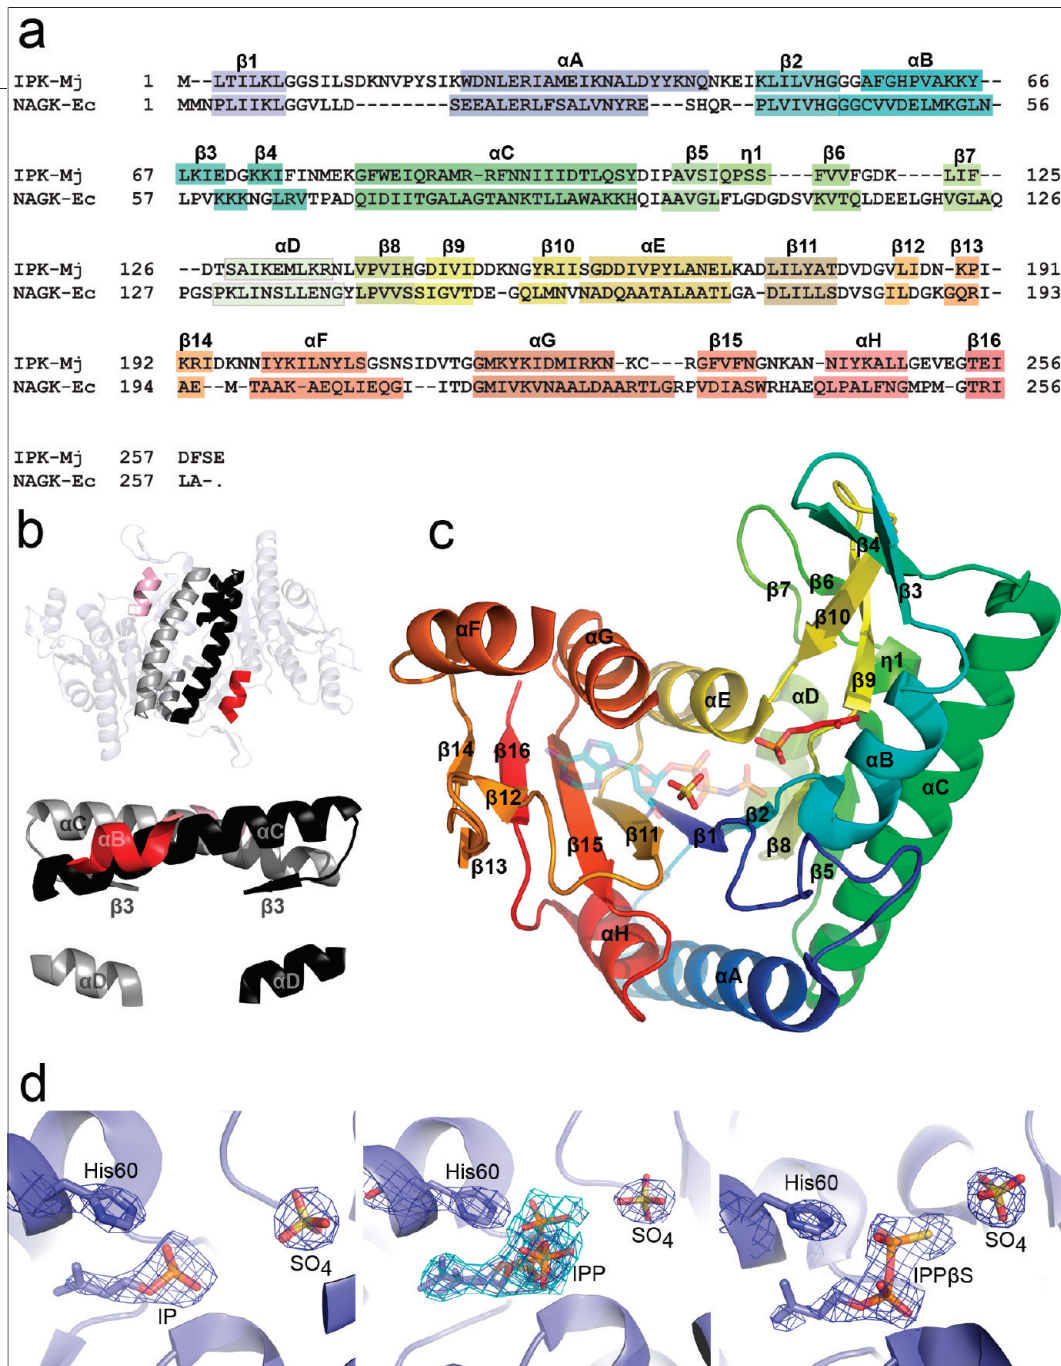 a
β1 αA β2 αB
IPK-Mj 1 M--LTILKLGGSILSDKNVPYSIKWDNLERIAMEIKNALDYYKNQNKEIKLILVHGGGAFGHPVAKKY-- 66
NAGK-Ec 1 MMNPLIIKLGGVLLD--------SEEALERLFSALVNYRE---SHQR-PLVIVHGGGCVVDELMKGLN- 56
β3 β4 αC β5 η1 β6 β7
IPK-Mj 67 LKIEDGKKIFINMEKGFWEIQRAMR-RFNNIIIDTLQSYDIPAVSIQPSS----FVVFGDK----LIF-- 125
NAGK-Ec 57 LPVKKKNGLRVTPADQIDIITGALAGTANKTLLAWAKKHQIAAVGLFLGDGDSVKVTQLDEELGHVGLAQ 126
αD β8 β9 β10 αE β11 β12 β13
IPK-Mj 126 --DTSAIKEMLKRNLVPVIHGDIVIDDKNGYRIISGDDIVPYLANELKADLILYATDVDGVLIDN-KPI- 191
NAGK-Ec 127 PGSPKLINSLLENGYLPVVSSIGVTDE-GQLMNVNADQAATALAATLGA-DLILLSDVSGILDGKGQRI- 193
β14 αF αG β15 αH β16
IPK-Mj 192 KRIDKNNIYKILNYLSGSNSIDVTGGMKYKIDMIRKN-KC---RGFVFNGNKAN-NIYKALLGEVEGTEI 256
NAGK-Ec 194 AE--M-TAAK-AEQLIEQGI--ITDGMIVKVNAALDAARTLGRPVDIASWRHAEQLPALFNGMPM-GTRI 256
IPK-Mj 257 DFSE
NAGK-Ec 257 LA-.
b
αC αB αC
β3 β3
αD αD
c
β4
β6
β7 β3
β10
αF αG η1
αE αD β9
αB
β14 β16 αC
β12 β2
β15 β11 β1 β8
β13 β5
αH
αA
d
His60
SO4
IP
His60
SO4
IPP
His60
SO4
IPPβS